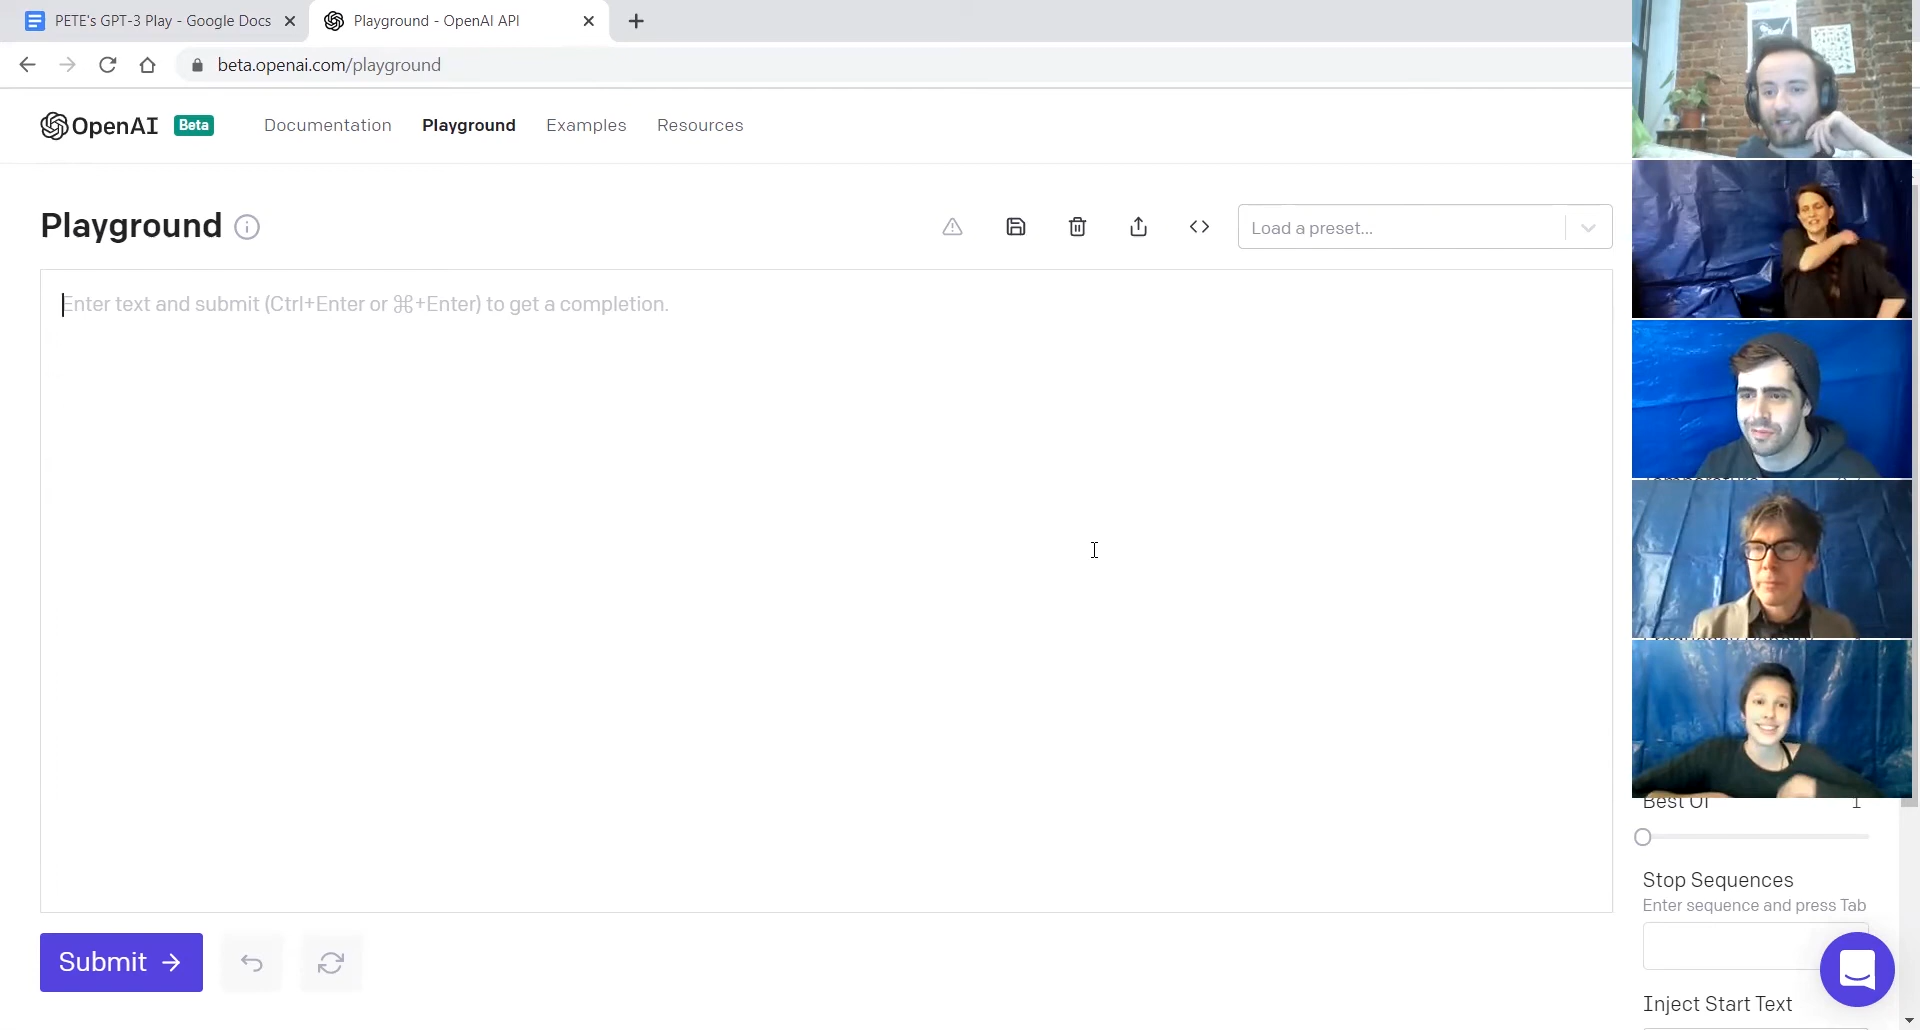 PETE's GPT-3 Play - Google Docs
Playground - OpenAI API
beta.openai.com/playground
OpenAI Beta Documentation Playground Examples Resources
Playground
Load a preset...
Enter text and submit (Ctrl+Enter or ⌘+Enter) to get a completion.
Best Of 1
Stop Sequences
Enter sequence and press Tab
Submit
Inject Start Text